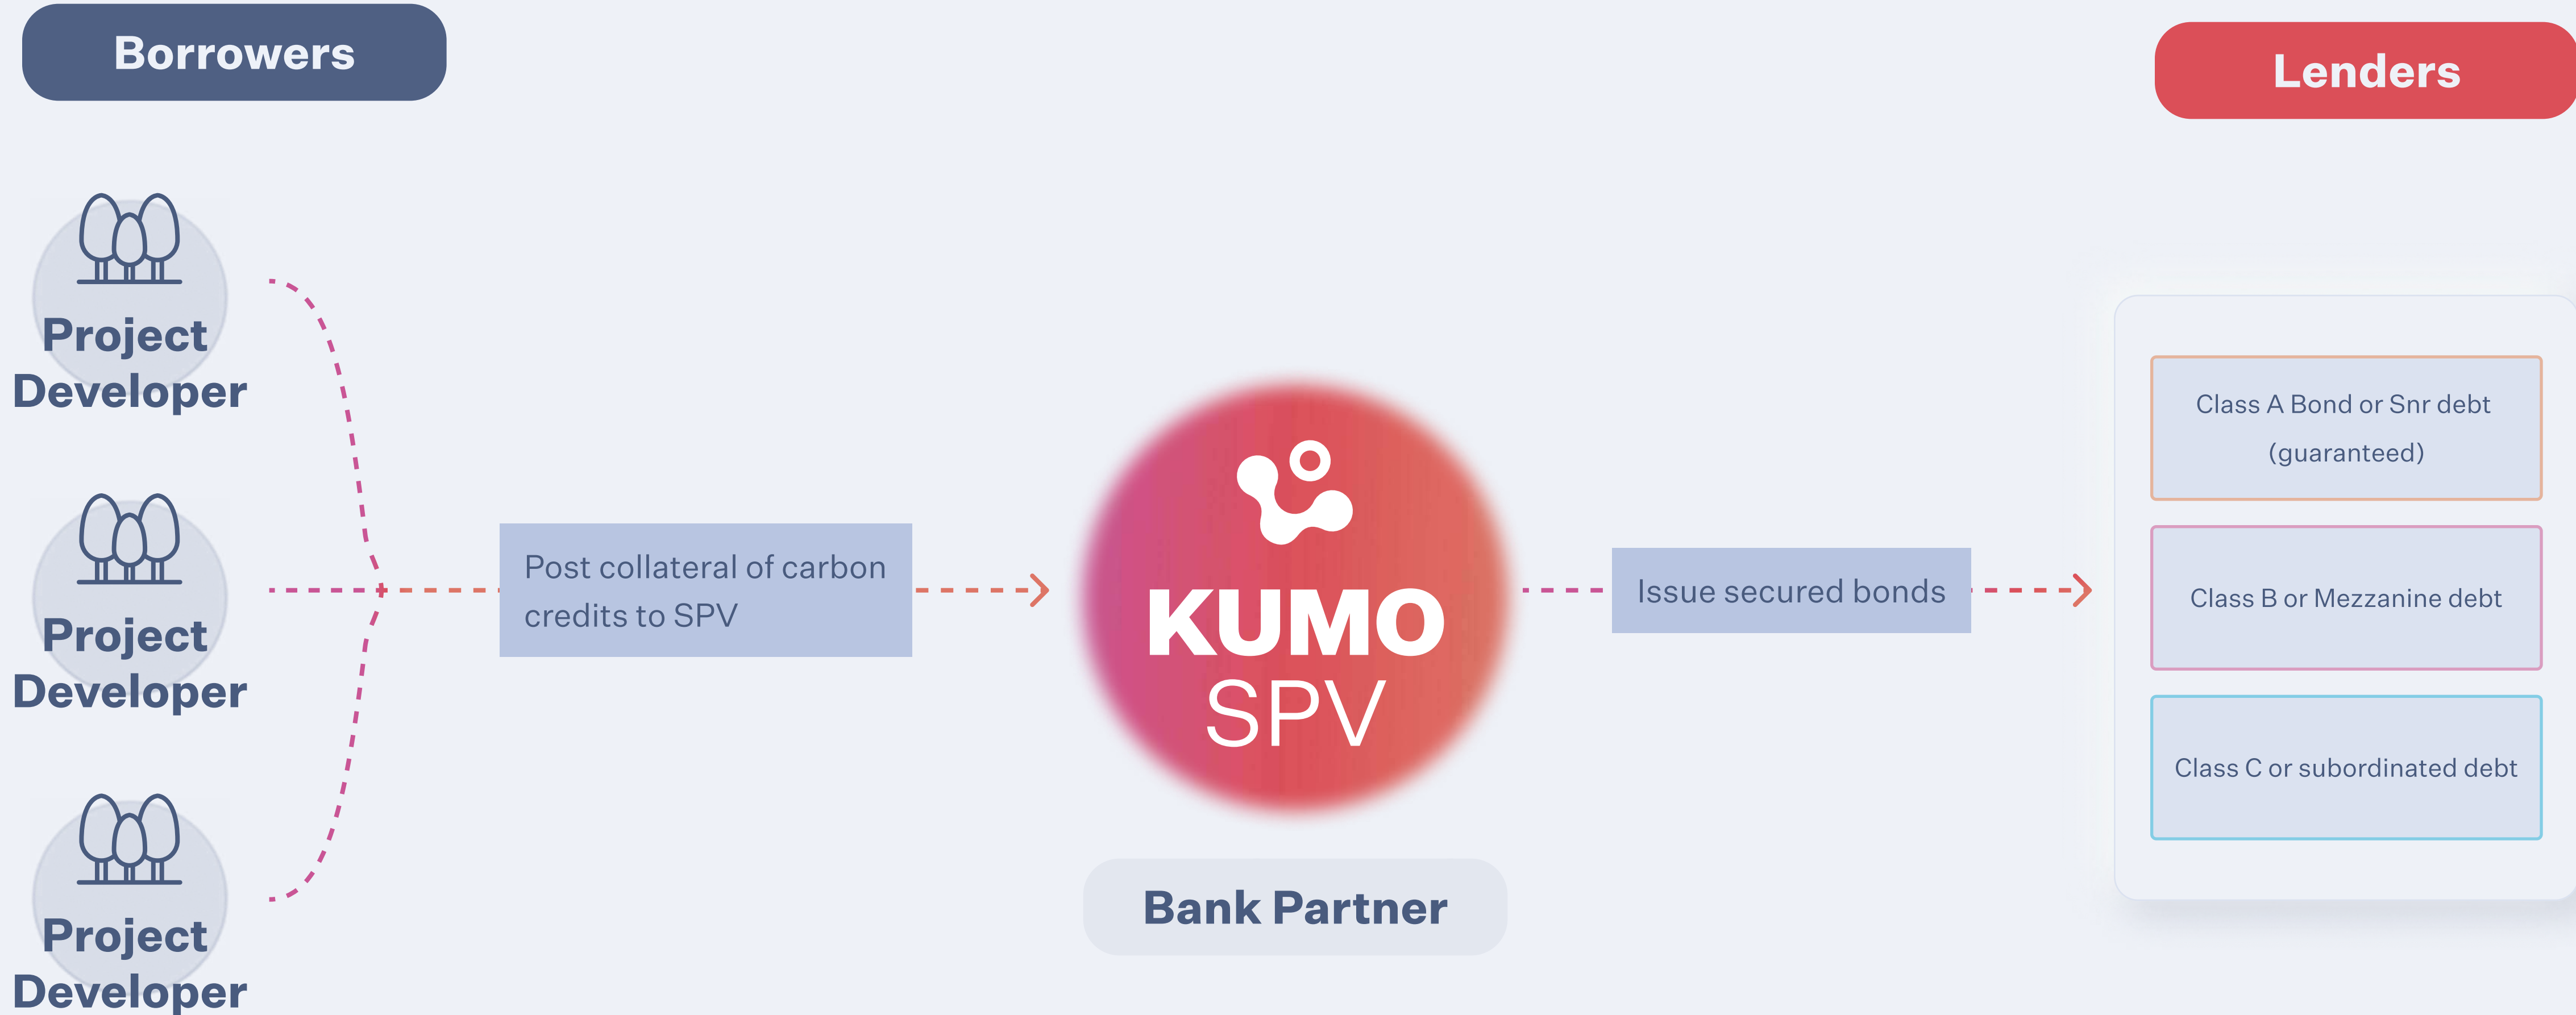 Borrowers
Lenders
Project
Developer
Project
Developer
Project
Developer
Post collateral of carbon
credits to SPV
KUMO
SPV
Bank Partner
Issue secured bonds
Class A Bond or Snr debt
(guaranteed)
Class B or Mezzanine debt
Class C or subordinated debt